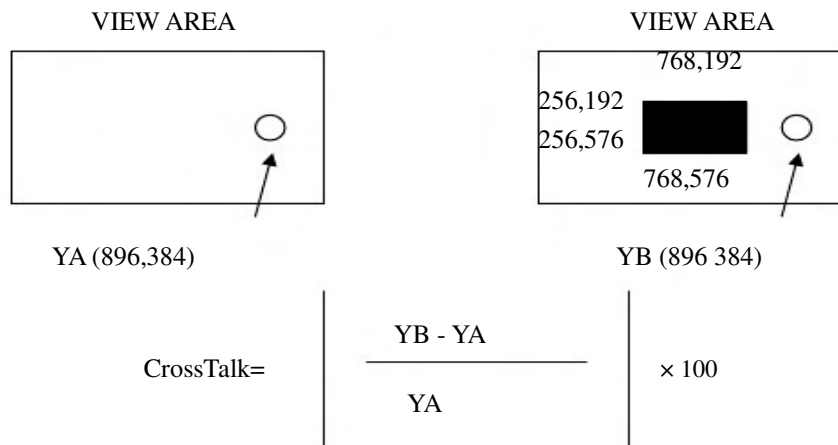 VIEW AREA
VIEW AREA
768,192
256,192
256,576
768,576
YA (896,384)
YB (896 384)
YB - YA
CrossTalk=
× 100
YA